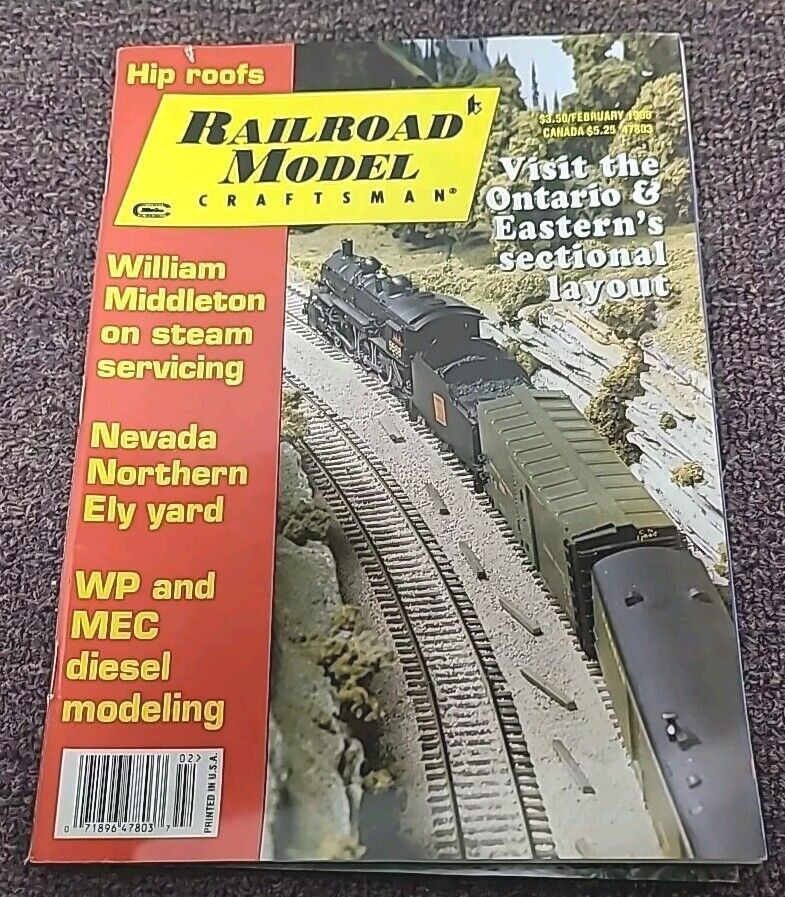 Hip roofs
RAILROAD
MODEL
CRAFTSMAN®
$3.50/FEBRUARY
CANADA $5.25 47803
Visit the
Ontario &
Eastern's
sectional
layout
William
Middleton
on steam
servicing
Nevada
Northern
Ely yard
WP and
MEC
diesel
modeling
02>
0 71896 47803 7
PRINTED IN U.S.A.